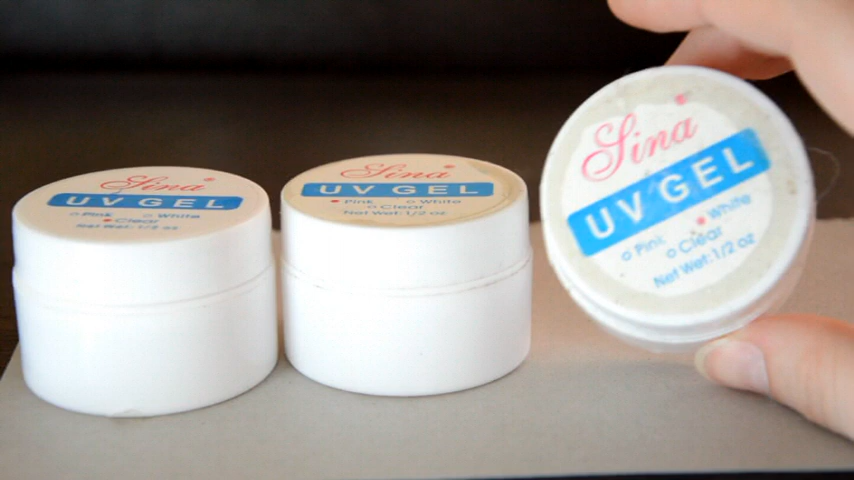 Sina
UV GEL
Pink White
Clear
Net Wet: 1/2 oz
Sina
UV GEL
Pink White
Clear
Net Wet: 1/2 oz
Sina
UV GEL
Pink White
Clear
Net Wet: 1/2 oz